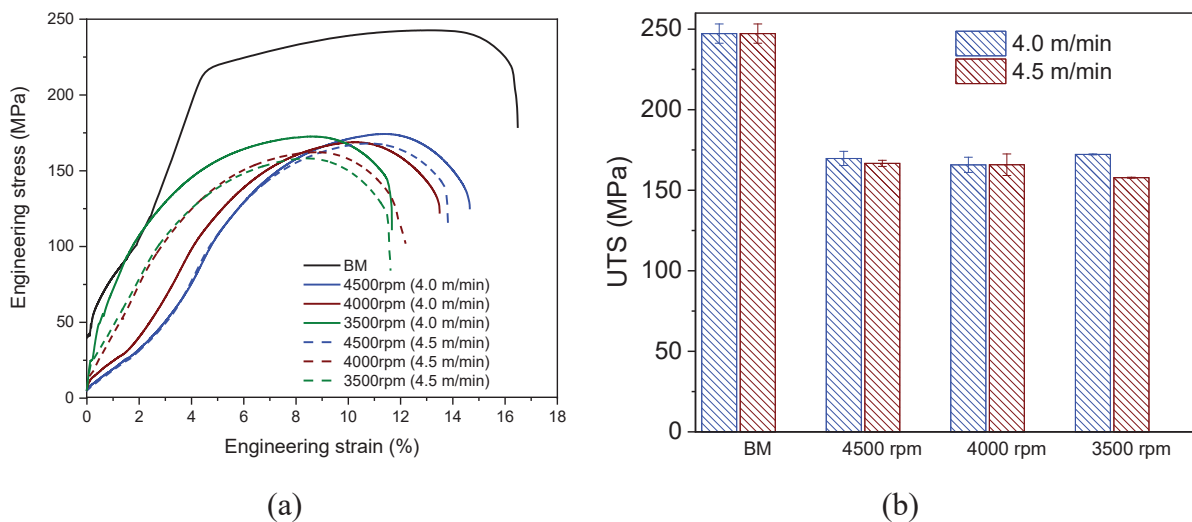 (a)
250
200
150
100
50
0
Engineering stress (MPa)
BM
4500rpm (4.0 m/min)
4000rpm (4.0 m/min)
3500rpm (4.0 m/min)
4500rpm (4.5 m/min)
4000rpm (4.5 m/min)
3500rpm (4.5 m/min)
0 2 4 6 8 10 12 14 16 18
Engineering strain (%)
(a)
(b)
250
200
150
100
50
0
UTS (MPa)
4.0 m/min
4.5 m/min
BM 4500 rpm 4000 rpm 3500 rpm
(b)